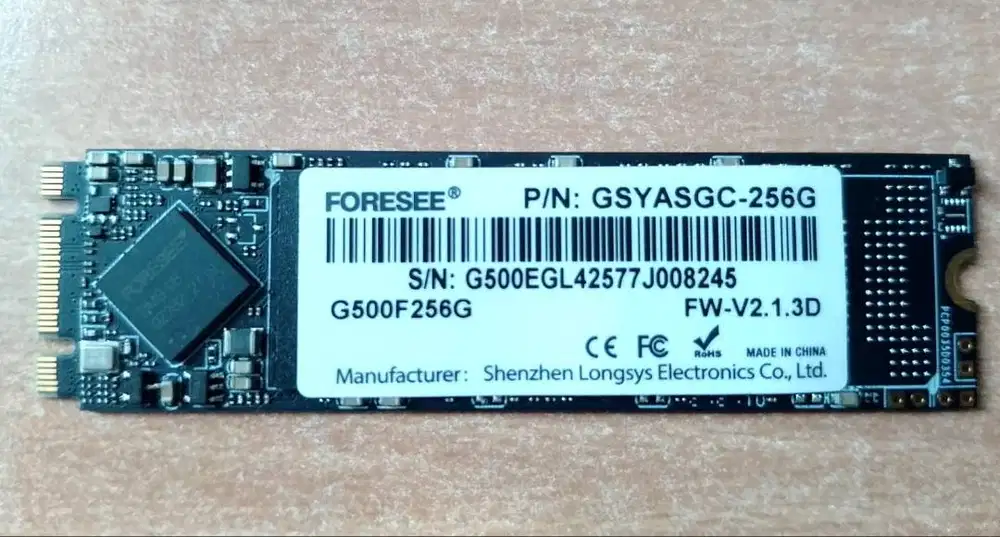 FORESEE® P/N: GSYASGC-256G
S/N: G500EGL42577J008245
G500F256G FW-V2.1.3D
CE FC RoHS MADE IN CHINA
Manufacturer: Shenzhen Longsys Electronics Co., Ltd.
FORESEE®